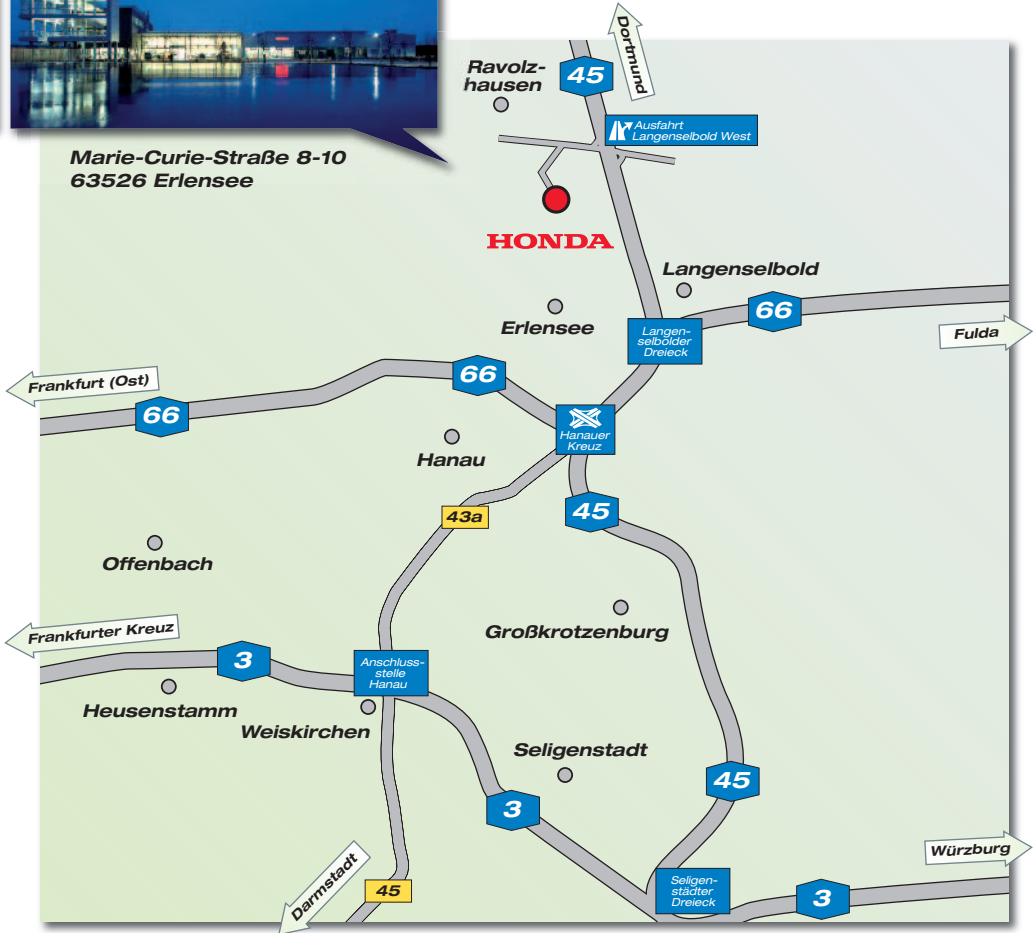 Dortmund
Ravolz-
hausen
45
Ausfahrt
Langenselbold West
Marie-Curie-Straße 8-10
63526 Erlensee
HONDA
Langenselbold
66
Erlensee
Langen-
selbolder
Dreieck
Fulda
Frankfurt (Ost)
66
66
Hanauer
Kreuz
Hanau
43a
45
Offenbach
Großkrotzenburg
Frankfurter Kreuz
3
Anschluss-
stelle
Hanau
Heusenstamm
Weiskirchen
Seligenstadt
45
3
Würzburg
Darmstadt
45
Seligen-
städter
Dreieck
3